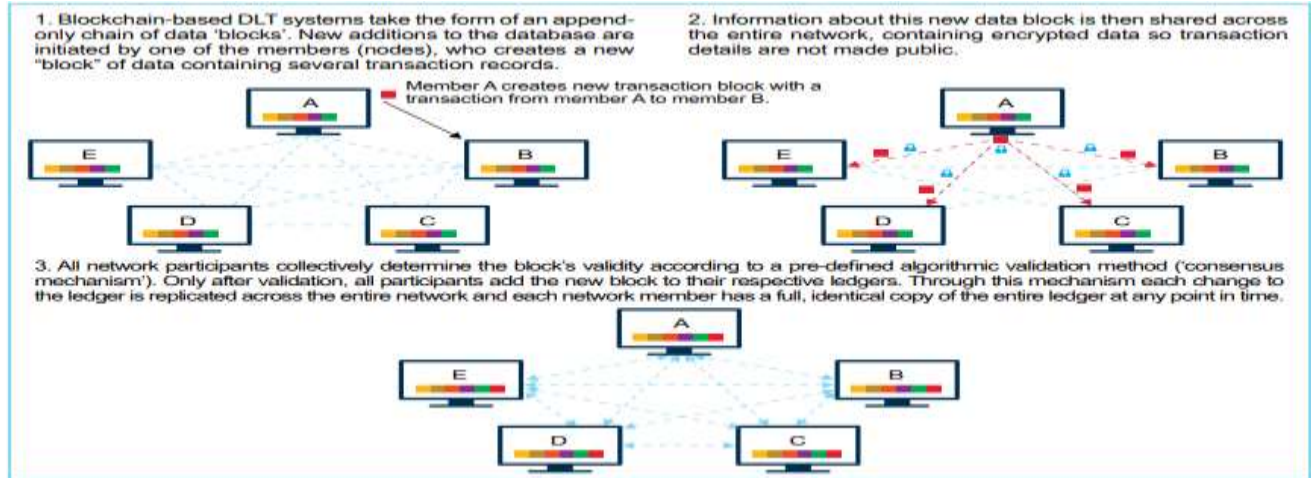 1. Blockchain-based DLT systems take the form of an append-
only chain of data ‘blocks’. New additions to the database are
initiated by one of the members (nodes), who creates a new
“block” of data containing several transaction records.
2. Information about this new data block is then shared across
the entire network, containing encrypted data so transaction
details are not made public.
Member A creates new transaction block with a
transaction from member A to member B.
A
E
B
D
C
A
E
B
D
C
3. All network participants collectively determine the block’s validity according to a pre-defined algorithmic validation method (‘consensus
mechanism’). Only after validation, all participants add the new block to their respective ledgers. Through this mechanism each change to
the ledger is replicated across the entire network and each network member has a full, identical copy of the entire ledger at any point in time.
A
E
B
D
C